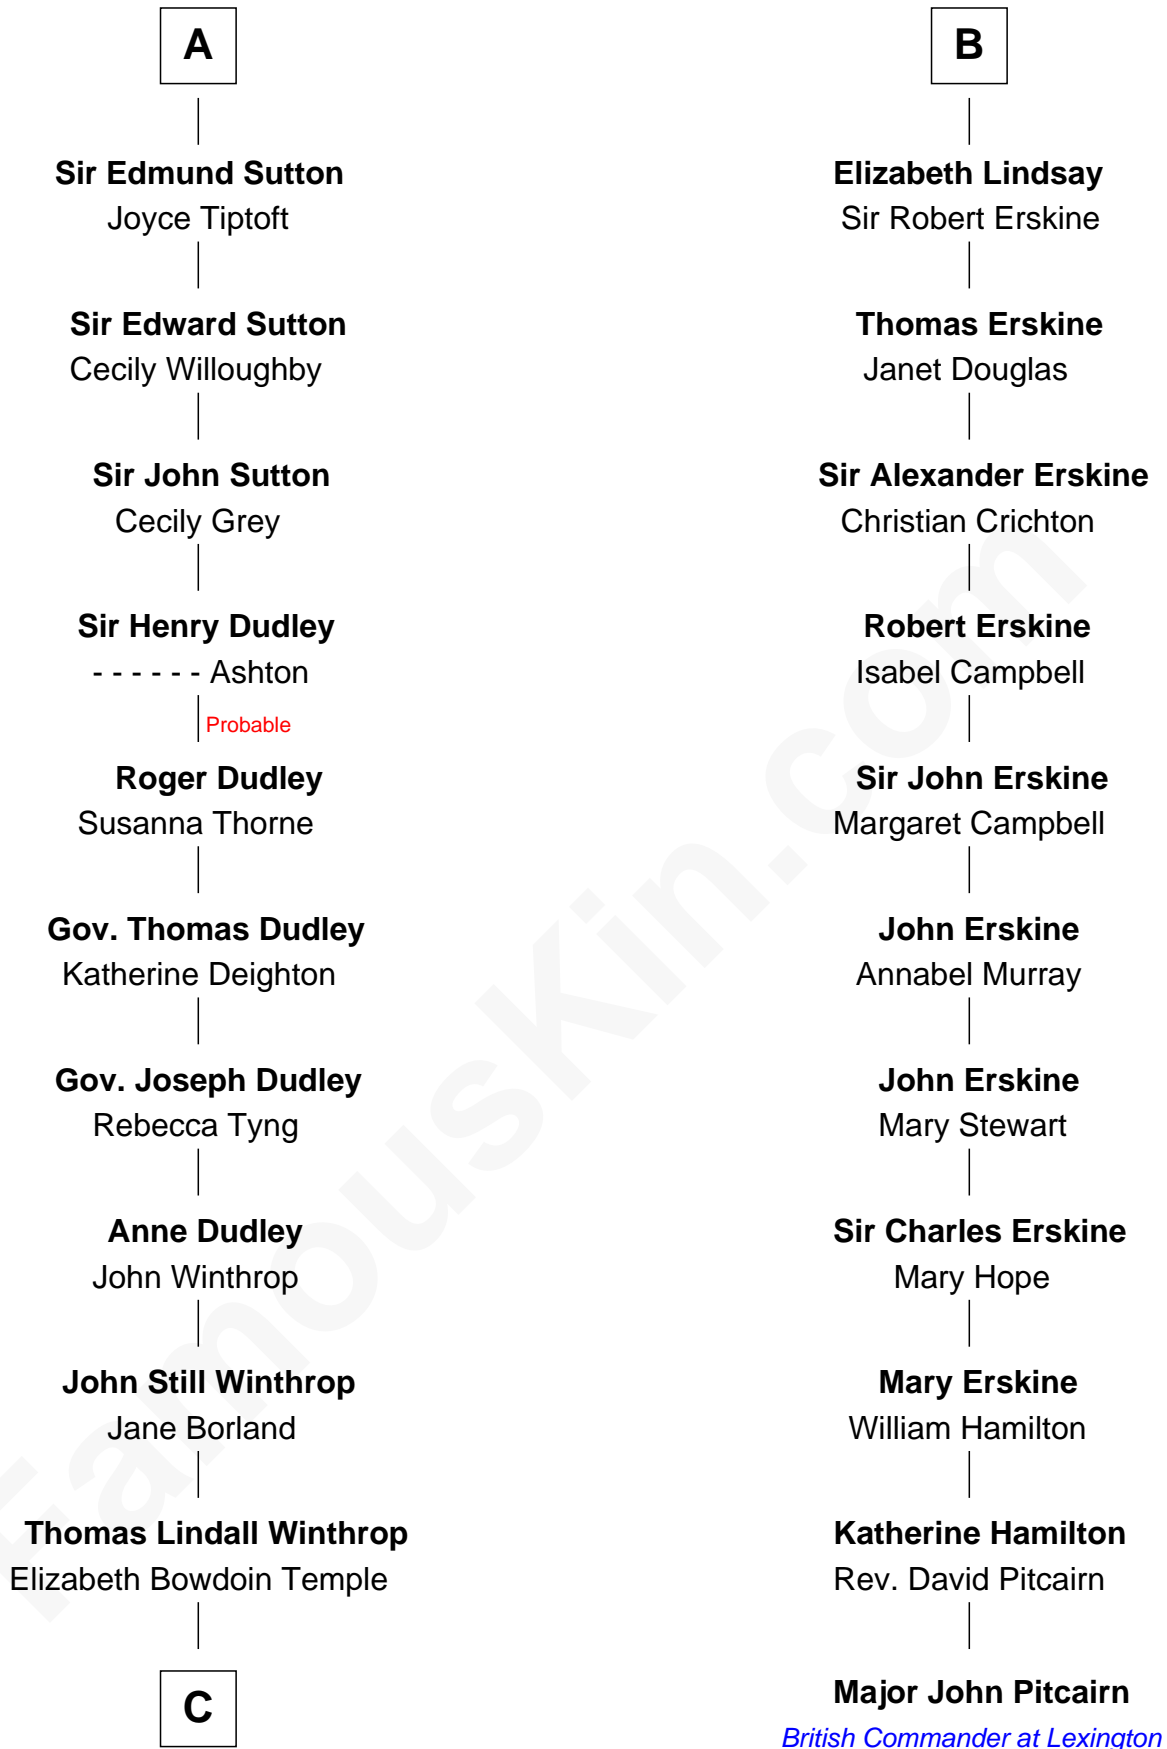 A
Sir Edmund Sutton
Joyce Tiptoft
Sir Edward Sutton
Cecily Willoughby
Sir John Sutton
Cecily Grey
Sir Henry Dudley
- - - - - - Ashton
Probable
Roger Dudley
Susanna Thorne
Gov. Thomas Dudley
Katherine Deighton
Gov. Joseph Dudley
Rebecca Tyng
Anne Dudley
John Winthrop
John Still Winthrop
Jane Borland
Thomas Lindall Winthrop
Elizabeth Bowdoin Temple
C
B
Elizabeth Lindsay
Sir Robert Erskine
Thomas Erskine
Janet Douglas
Sir Alexander Erskine
Christian Crichton
Robert Erskine
Isabel Campbell
Sir John Erskine
Margaret Campbell
John Erskine
Annabel Murray
John Erskine
Mary Stewart
Sir Charles Erskine
Mary Hope
Mary Erskine
William Hamilton
Katherine Hamilton
Rev. David Pitcairn
Major John Pitcairn
British Commander at Lexington
FamousKin.com